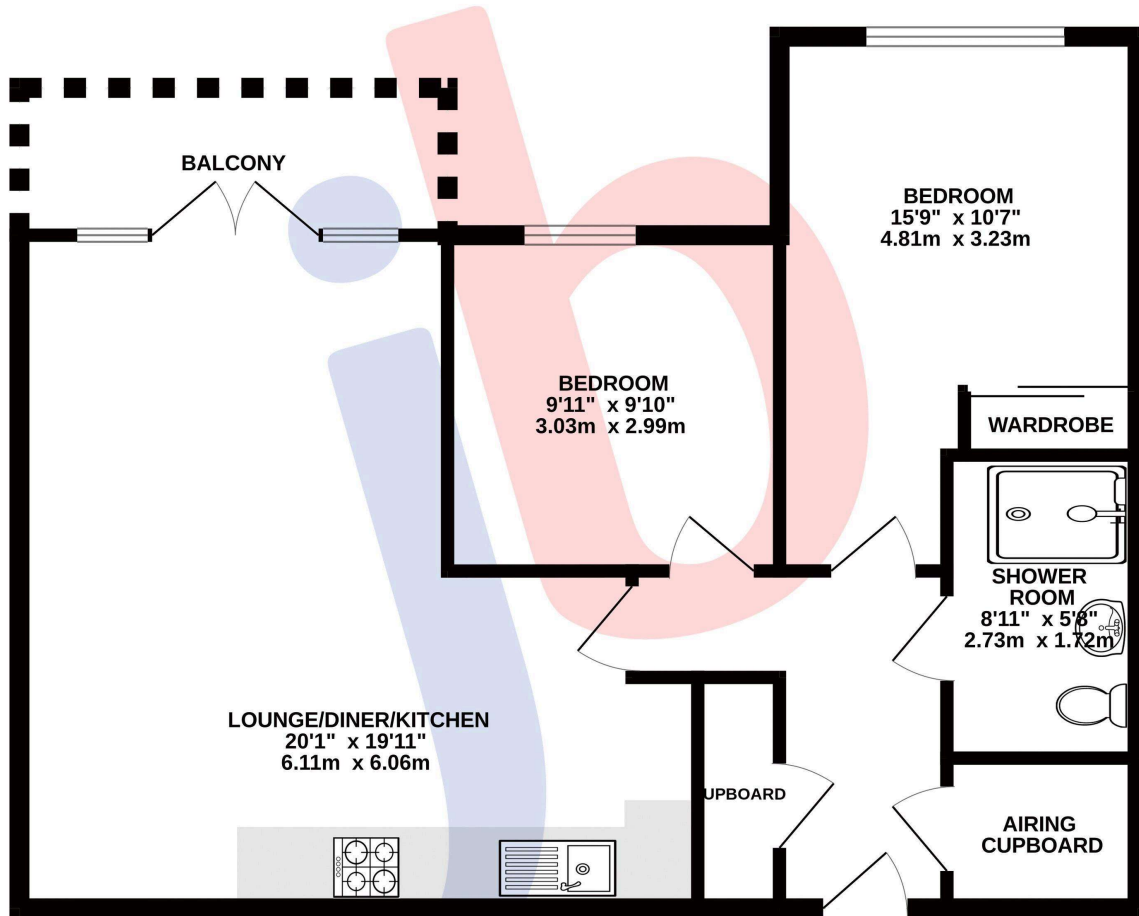 BALCONY
BEDROOM
15'9" x 10'7"
4.81m x 3.23m
BEDROOM
9'11" x 9'10"
3.03m x 2.99m
WARDROBE
SHOWER
ROOM
8'11" x 5'8"
2.73m x 1.72m
LOUNGE/DINER/KITCHEN
20'1" x 19'11"
6.11m x 6.06m
UPBOARD
AIRING
CUPBOARD
jb